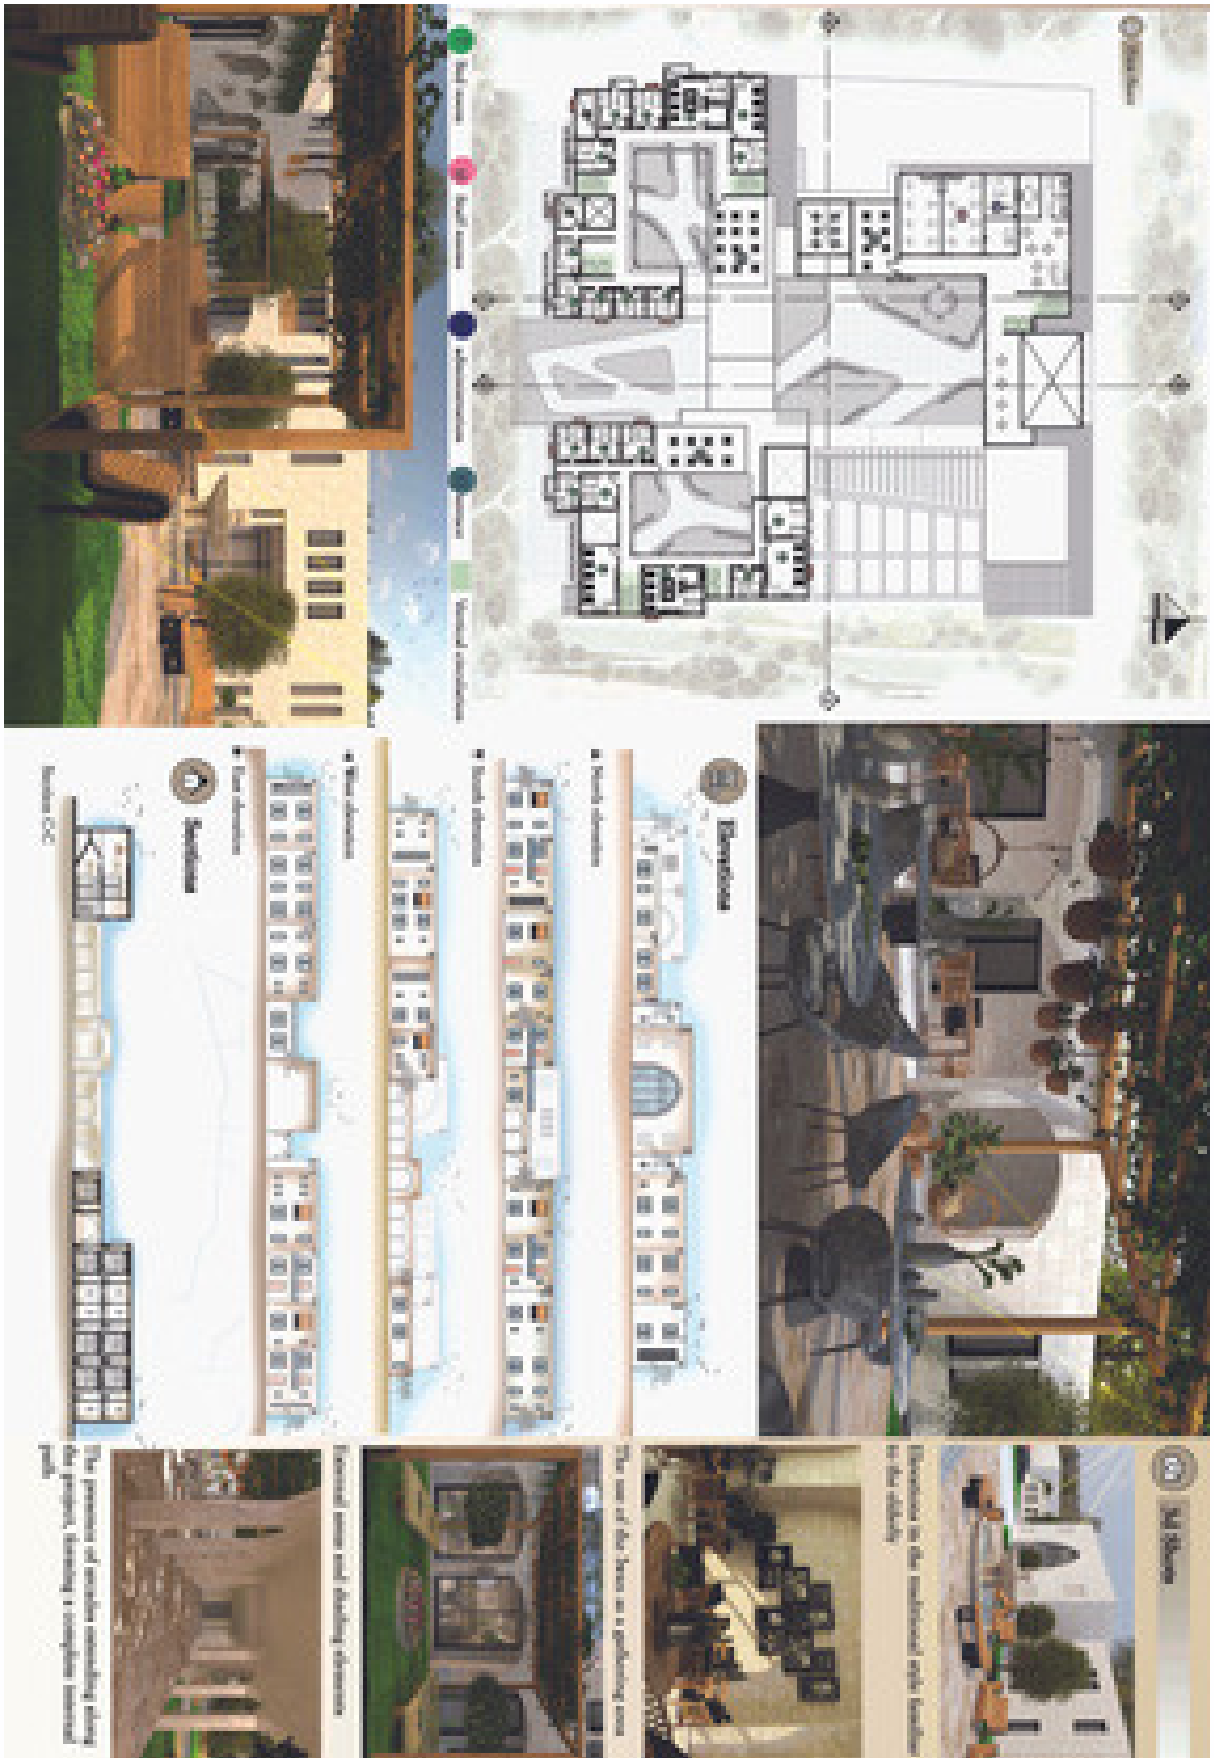 Bed rooms
Staff rooms
administration
Services
Vertical circulation
Elevations
North elevation
South elevation
West elevation
East elevation
Sections
Section C-C
3d Shots
Elevations in the traditional style familiar
to the elderly
The use of the Iwan as a gathering area
External areas and shading elements
The presence of arcades extending along
the project, forming a complete internal
path